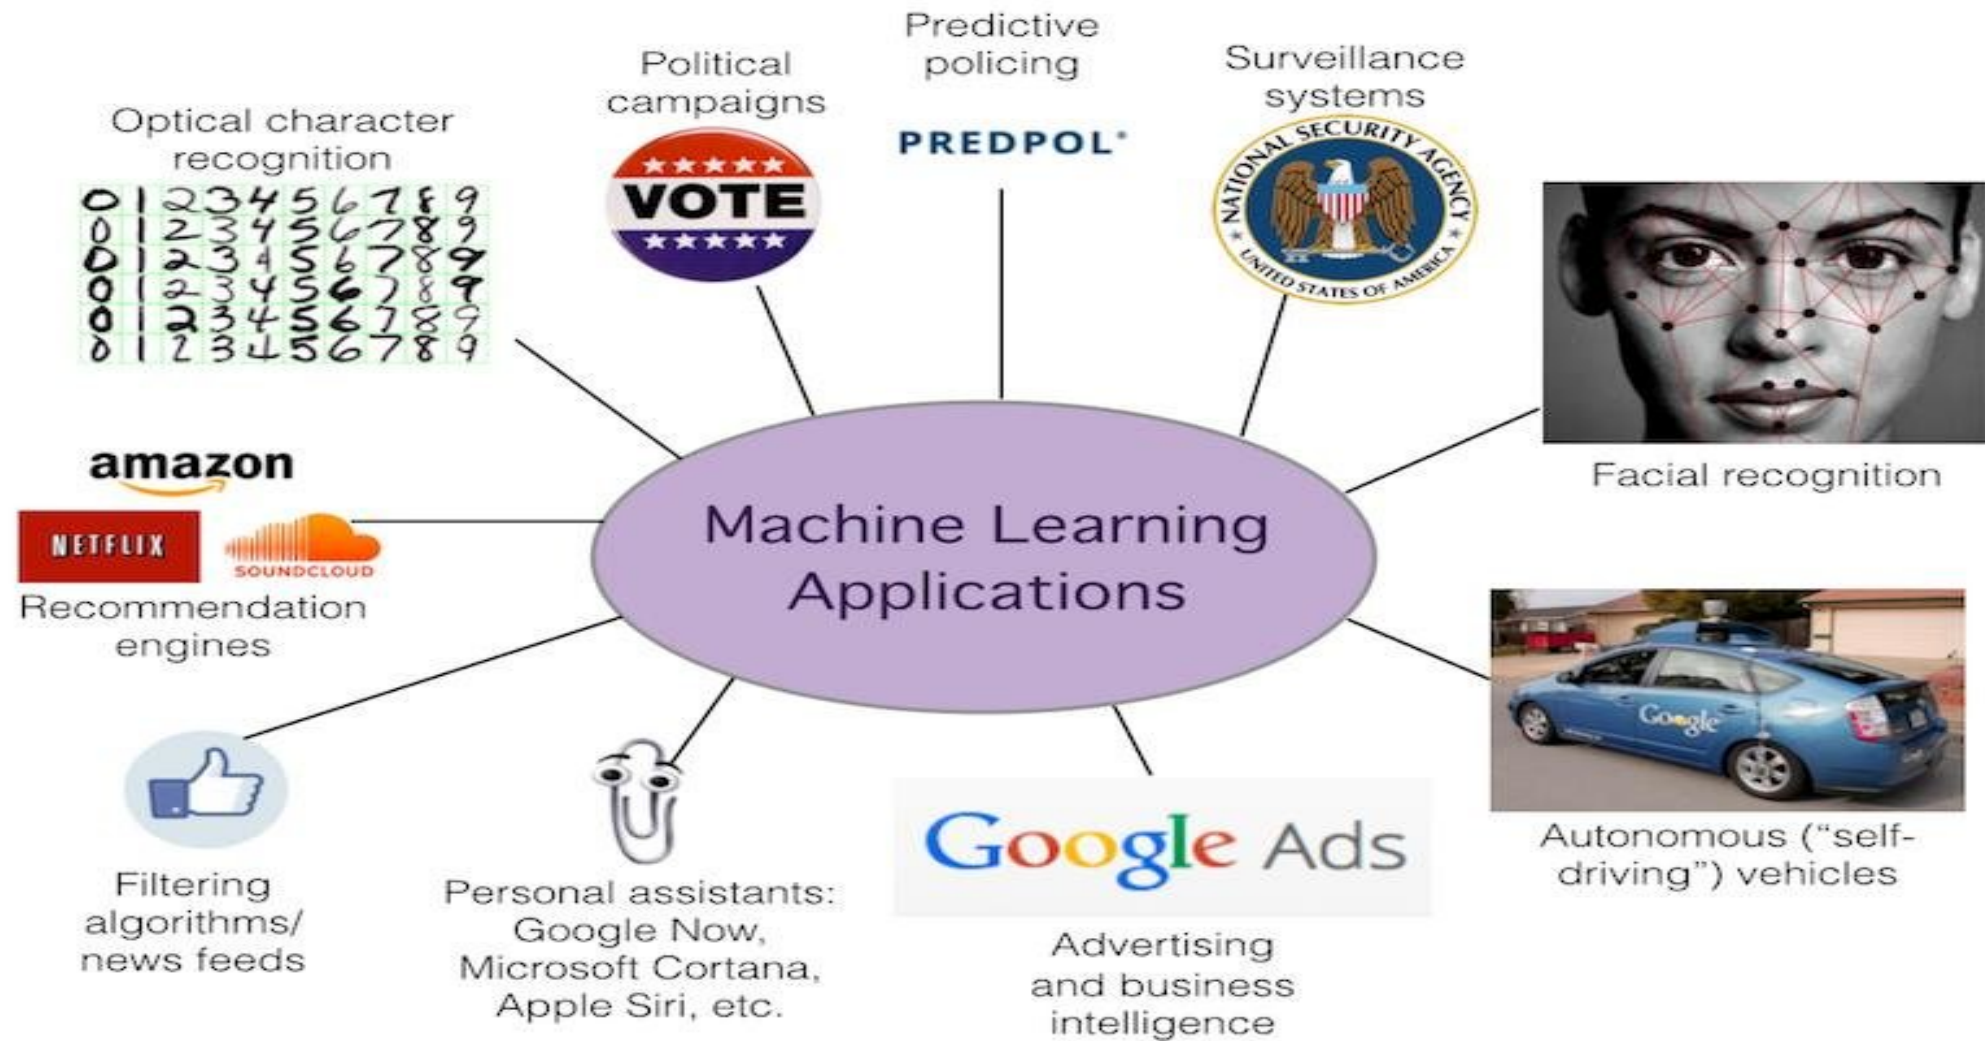 Predictive
policing
PREDPOL
Political
campaigns
VOTE
Surveillance
systems
NATIONAL SECURITY AGENCY
UNITED STATES OF AMERICA
Optical character
recognition
0 1 2 3 4 5 6 7 8 9
0 1 2 3 4 5 6 7 8 9
0 1 2 3 4 5 6 7 8 9
0 1 2 3 4 5 6 7 8 9
0 1 2 3 4 5 6 7 8 9
0 1 2 3 4 5 6 7 8 9
Facial recognition
amazon
NETFLIX
SOUNDCLOUD
Recommendation
engines
Machine Learning
Applications
Google
Autonomous ("self-
driving") vehicles
Filtering
algorithms/
news feeds
Personal assistants:
Google Now,
Microsoft Cortana,
Apple Siri, etc.
Google Ads
Advertising
and business
intelligence